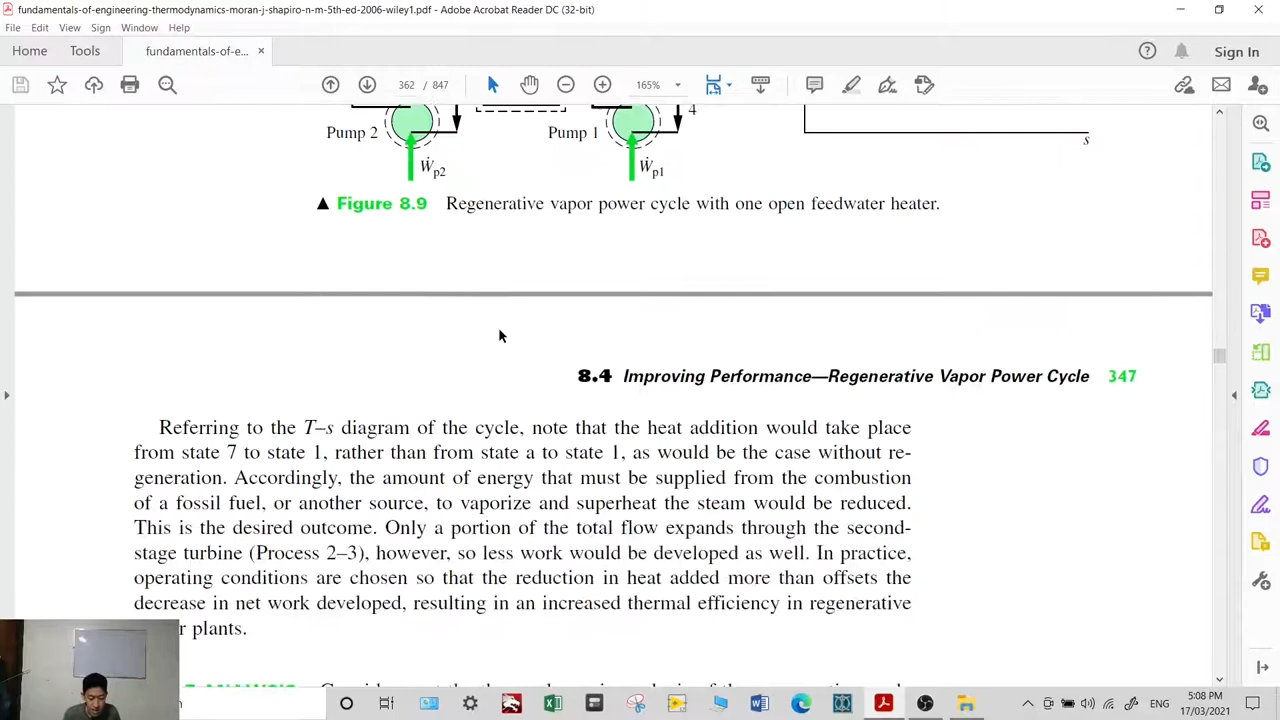 fundamentals-of-engineering-thermodynamics-moran-j-shapiro-n-m-5th-ed-2006-wiley1.pdf - Adobe Acrobat Reader DC (32-bit)
File Edit View Sign Window Help
Home Tools fundamentals-of-e... × Sign In
362 / 847 165%
4
Pump 2 Pump 1 s
Ẇp2 Ẇp1
▲ Figure 8.9 Regenerative vapor power cycle with one open feedwater heater.
8.4 Improving Performance—Regenerative Vapor Power Cycle 347
Referring to the T–s diagram of the cycle, note that the heat addition would take place
from state 7 to state 1, rather than from state a to state 1, as would be the case without re-
generation. Accordingly, the amount of energy that must be supplied from the combustion
of a fossil fuel, or another source, to vaporize and superheat the steam would be reduced.
This is the desired outcome. Only a portion of the total flow expands through the second-
stage turbine (Process 2–3), however, so less work would be developed as well. In practice,
operating conditions are chosen so that the reduction in heat added more than offsets the
decrease in net work developed, resulting in an increased thermal efficiency in regenerative
r plants.
ENG 5:08 PM
17/03/2021